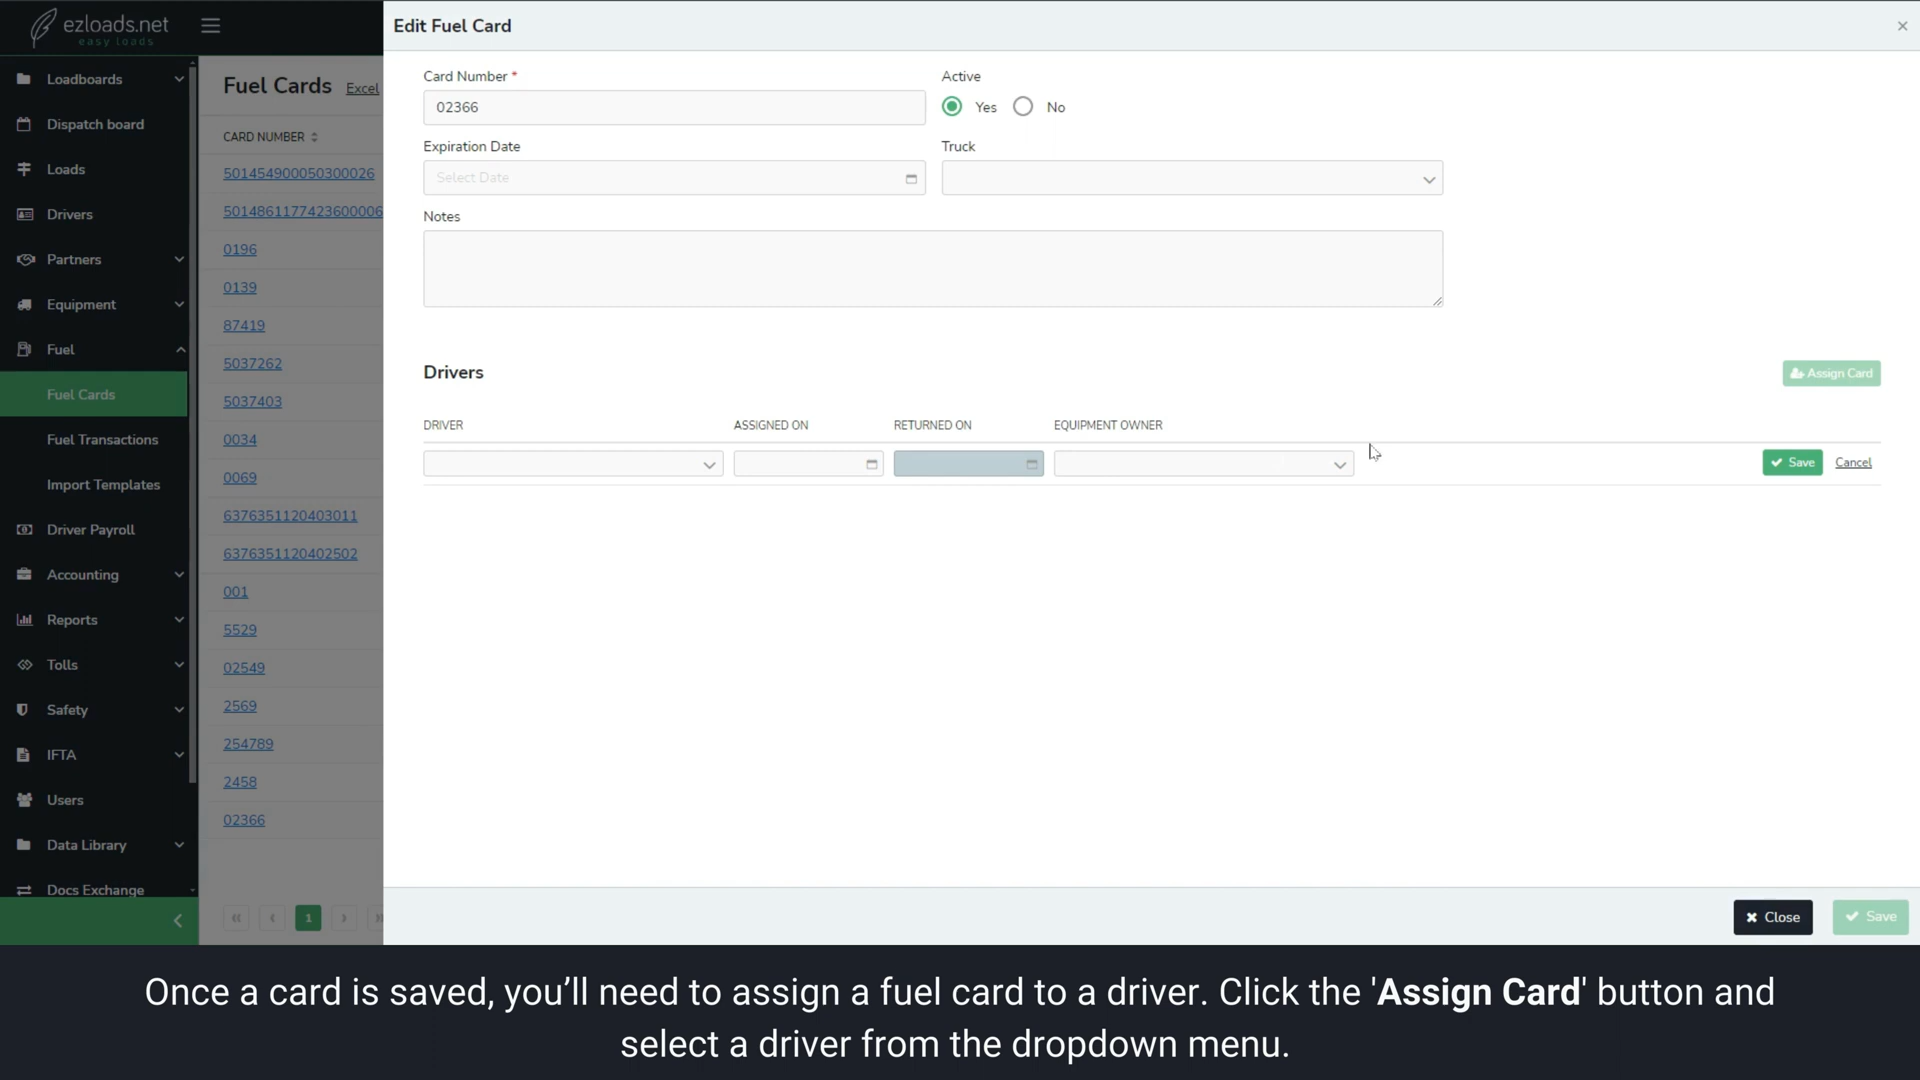 ezloads.net
easy loads
Loadboards
Dispatch board
Loads
Drivers
Partners
Equipment
Fuel
Fuel Cards
Fuel Transactions
Import Templates
Driver Payroll
Accounting
Reports
Tolls
Safety
IFTA
Users
Data Library
Docs Exchange
Fuel Cards Excel
CARD NUMBER
501454900050300026
5014861177423600006
0196
0139
87419
5037262
5037403
0034
0069
6376351120403011
6376351120402502
001
5529
02549
2569
254789
2458
02366
« ‹ 1 › »
Edit Fuel Card ×
Card Number * Active
02366 Yes No
Expiration Date Truck
Select Date
Notes
Drivers Assign Card
DRIVER ASSIGNED ON RETURNED ON EQUIPMENT OWNER
Save Cancel
Close Save
Once a card is saved, you’ll need to assign a fuel card to a driver. Click the 'Assign Card' button and
select a driver from the dropdown menu.